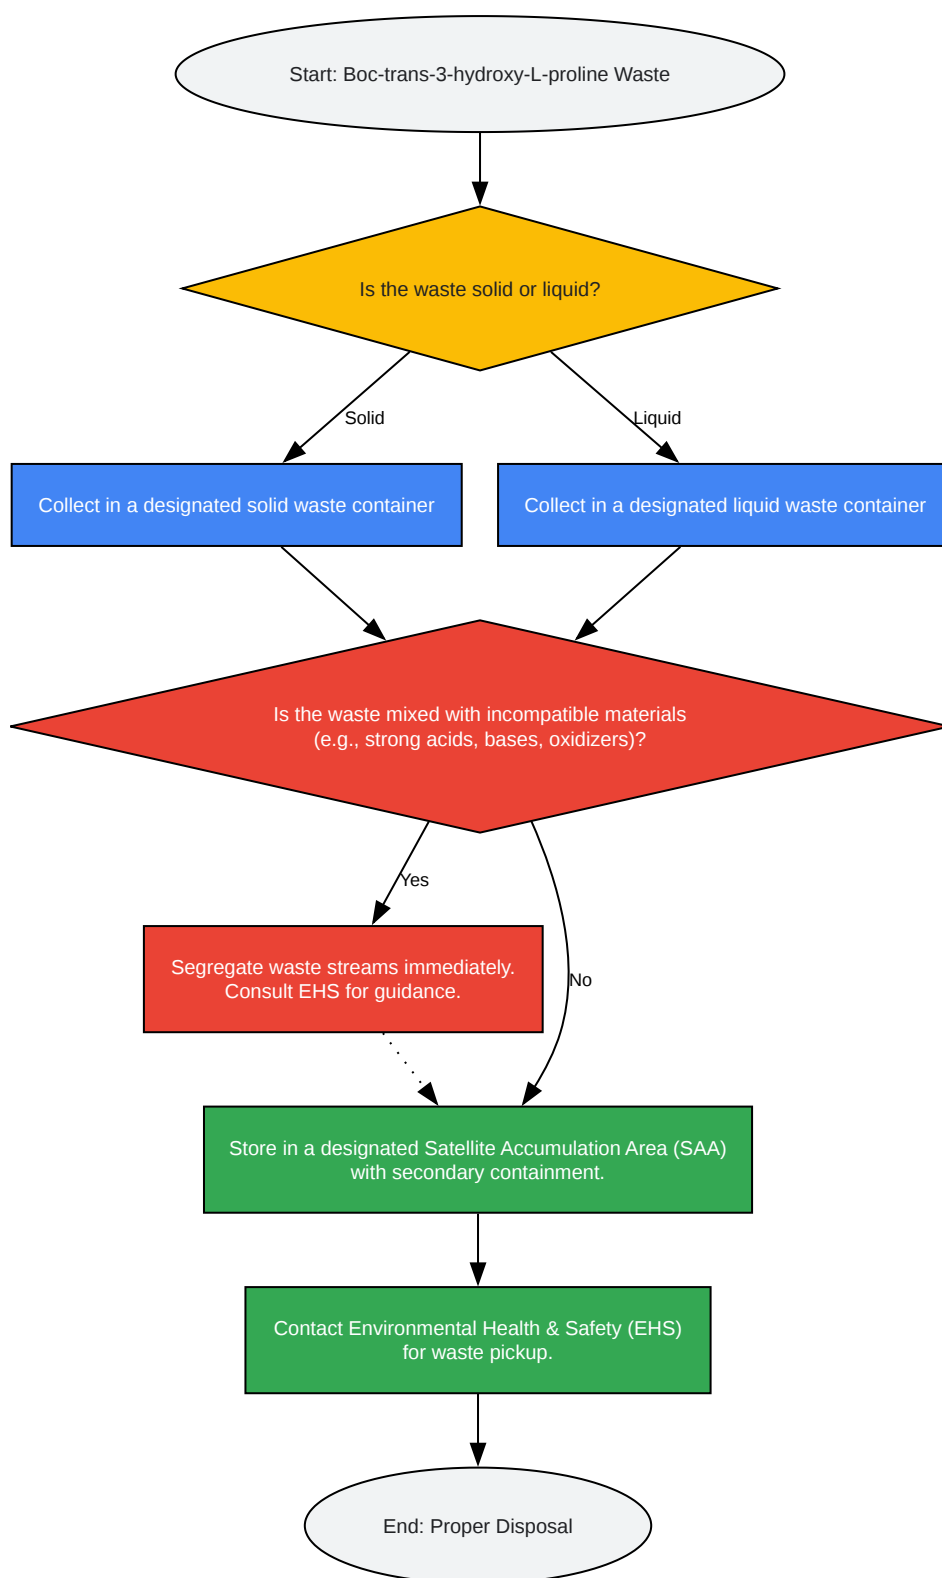 Start: Boc-trans-3-hydroxy-L-proline Waste
Is the waste solid or liquid?
Solid
Liquid
Collect in a designated solid waste container
Collect in a designated liquid waste container
Is the waste mixed with incompatible materials
(e.g., strong acids, bases, oxidizers)?
Yes
Segregate waste streams immediately.
Consult EHS for guidance.
No
Store in a designated Satellite Accumulation Area (SAA)
with secondary containment.
Contact Environmental Health & Safety (EHS)
for waste pickup.
End: Proper Disposal